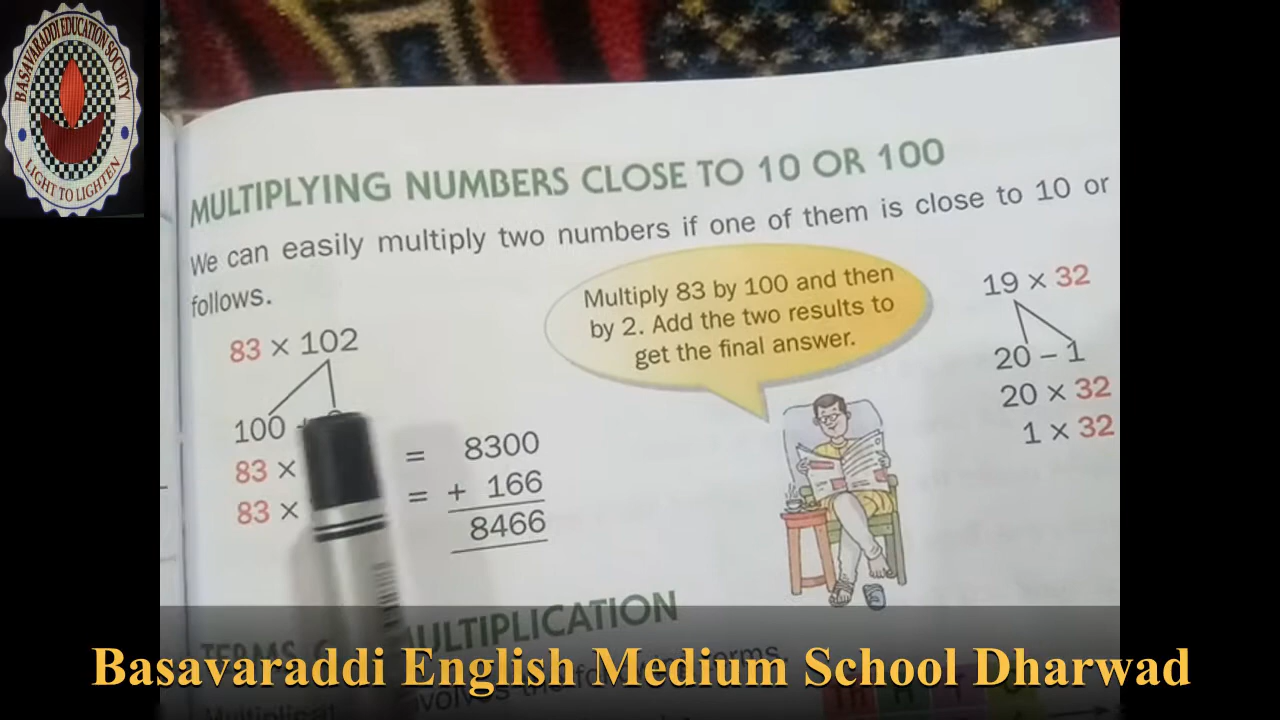 BASAVARADDI EDUCATION SOCIETY
LIGHT TO LIGHTEN
MULTIPLYING NUMBERS CLOSE TO 10 OR 100
We can easily multiply two numbers if one of them is close to 10 or
follows.
83 × 102
100
83 × = 8300
83 × = + 166
8466
Multiply 83 by 100 and then
by 2. Add the two results to
get the final answer.
19 × 32
20 – 1
20 × 32
1 × 32
TERMS MULTIPLICATION
Basavaraddi English Medium School Dharwad